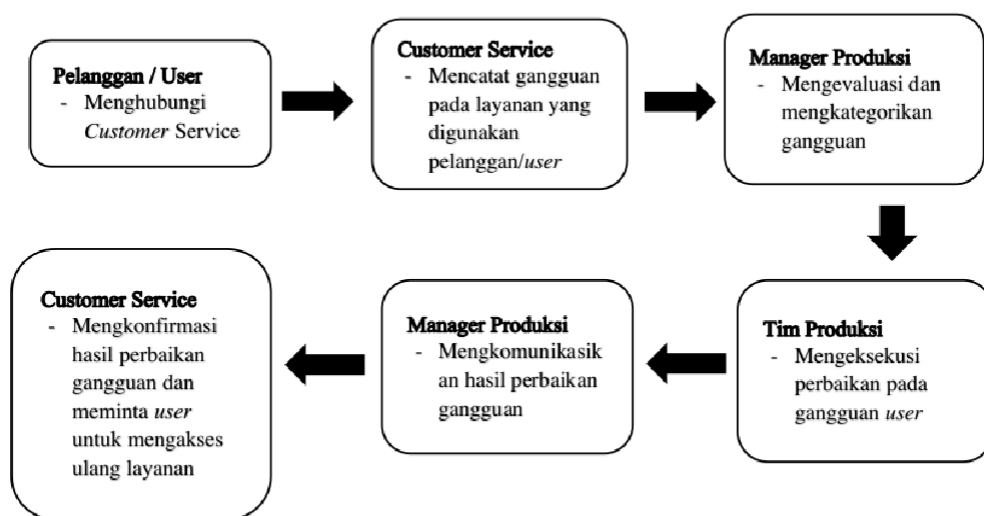 Pelanggan / User
- Menghubungi
Customer Service
Customer Service
- Mencatat gangguan
pada layanan yang
digunakan
pelanggan/user
Manager Produksi
- Mengevaluasi dan
mengkategorikan
gangguan
Tim Produksi
- Mengeksekusi
perbaikan pada
gangguan user
Manager Produksi
- Mengkomunikasik
an hasil perbaikan
gangguan
Customer Service
- Mengkonfirmasi
hasil perbaikan
gangguan dan
meminta user
untuk mengakses
ulang layanan